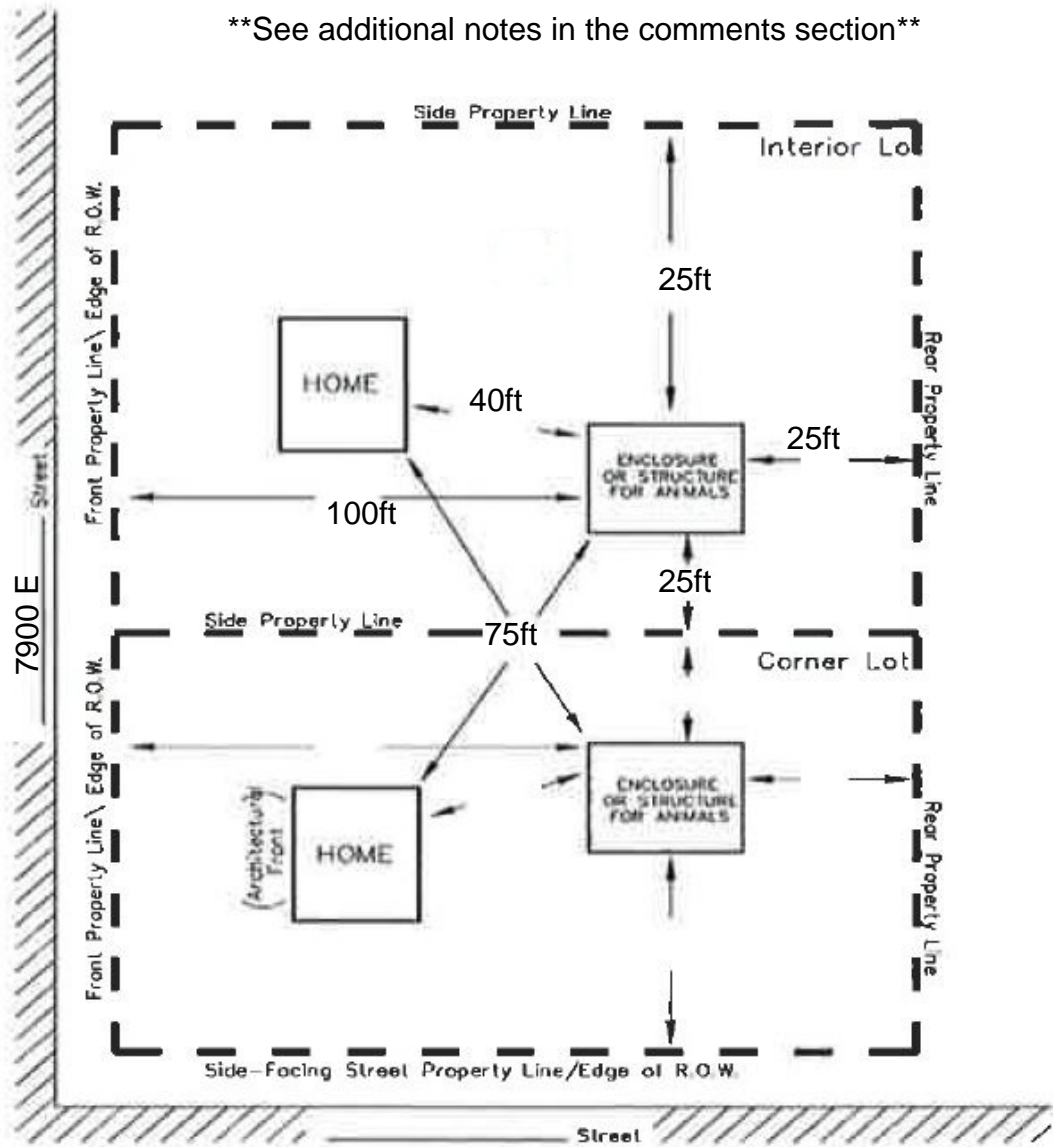 **See additional notes in the comments section**
Side Property Line
Interior Lo
Front Property Line\ Edge of R.O.W.
25ft
HOME
40ft
ENCLOSURE
OR STRUCTURE
FOR ANIMALS
25ft
Rear Property Line
100ft
Street
7900 E
25ft
Side Property Line
75ft
Corner Lot
Front Property Line\ Edge of R.O.W.
(Architectural
Front)
HOME
ENCLOSURE
OR STRUCTURE
FOR ANIMALS
Rear Property Line
Side-Facing Street Property Line/Edge of R.O.W.
Street